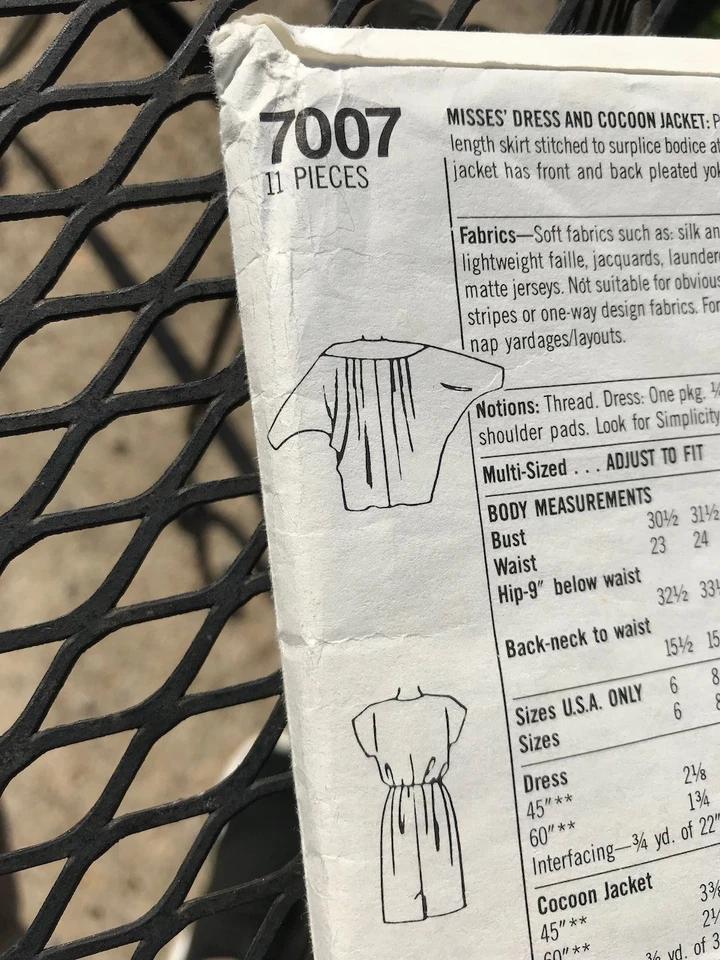 7007
11 PIECES
MISSES' DRESS AND COCOON JACKET:
length skirt stitched to surplice bodice
jacket has front and back pleated
Fabrics—Soft fabrics such as: silk
lightweight faille, jacquards,
matte jerseys. Not suitable for
stripes or one-way design fabrics. For
nap yardages/layouts.
Notions: Thread. Dress: One pkg.
shoulder pads. Look for Simplicity
Multi-Sized . . . ADJUST TO FIT
BODY MEASUREMENTS
Bust 30½ 31½
Waist 23 24
Hip-9" below waist
32½
Back-neck to waist
15½
Sizes U.S.A. ONLY 6 8
Sizes 6
Dress
45"** 2⅛
60"** 1¾
Interfacing—¾ yd. of 22"
Cocoon Jacket
45"**
60"**
yd. of